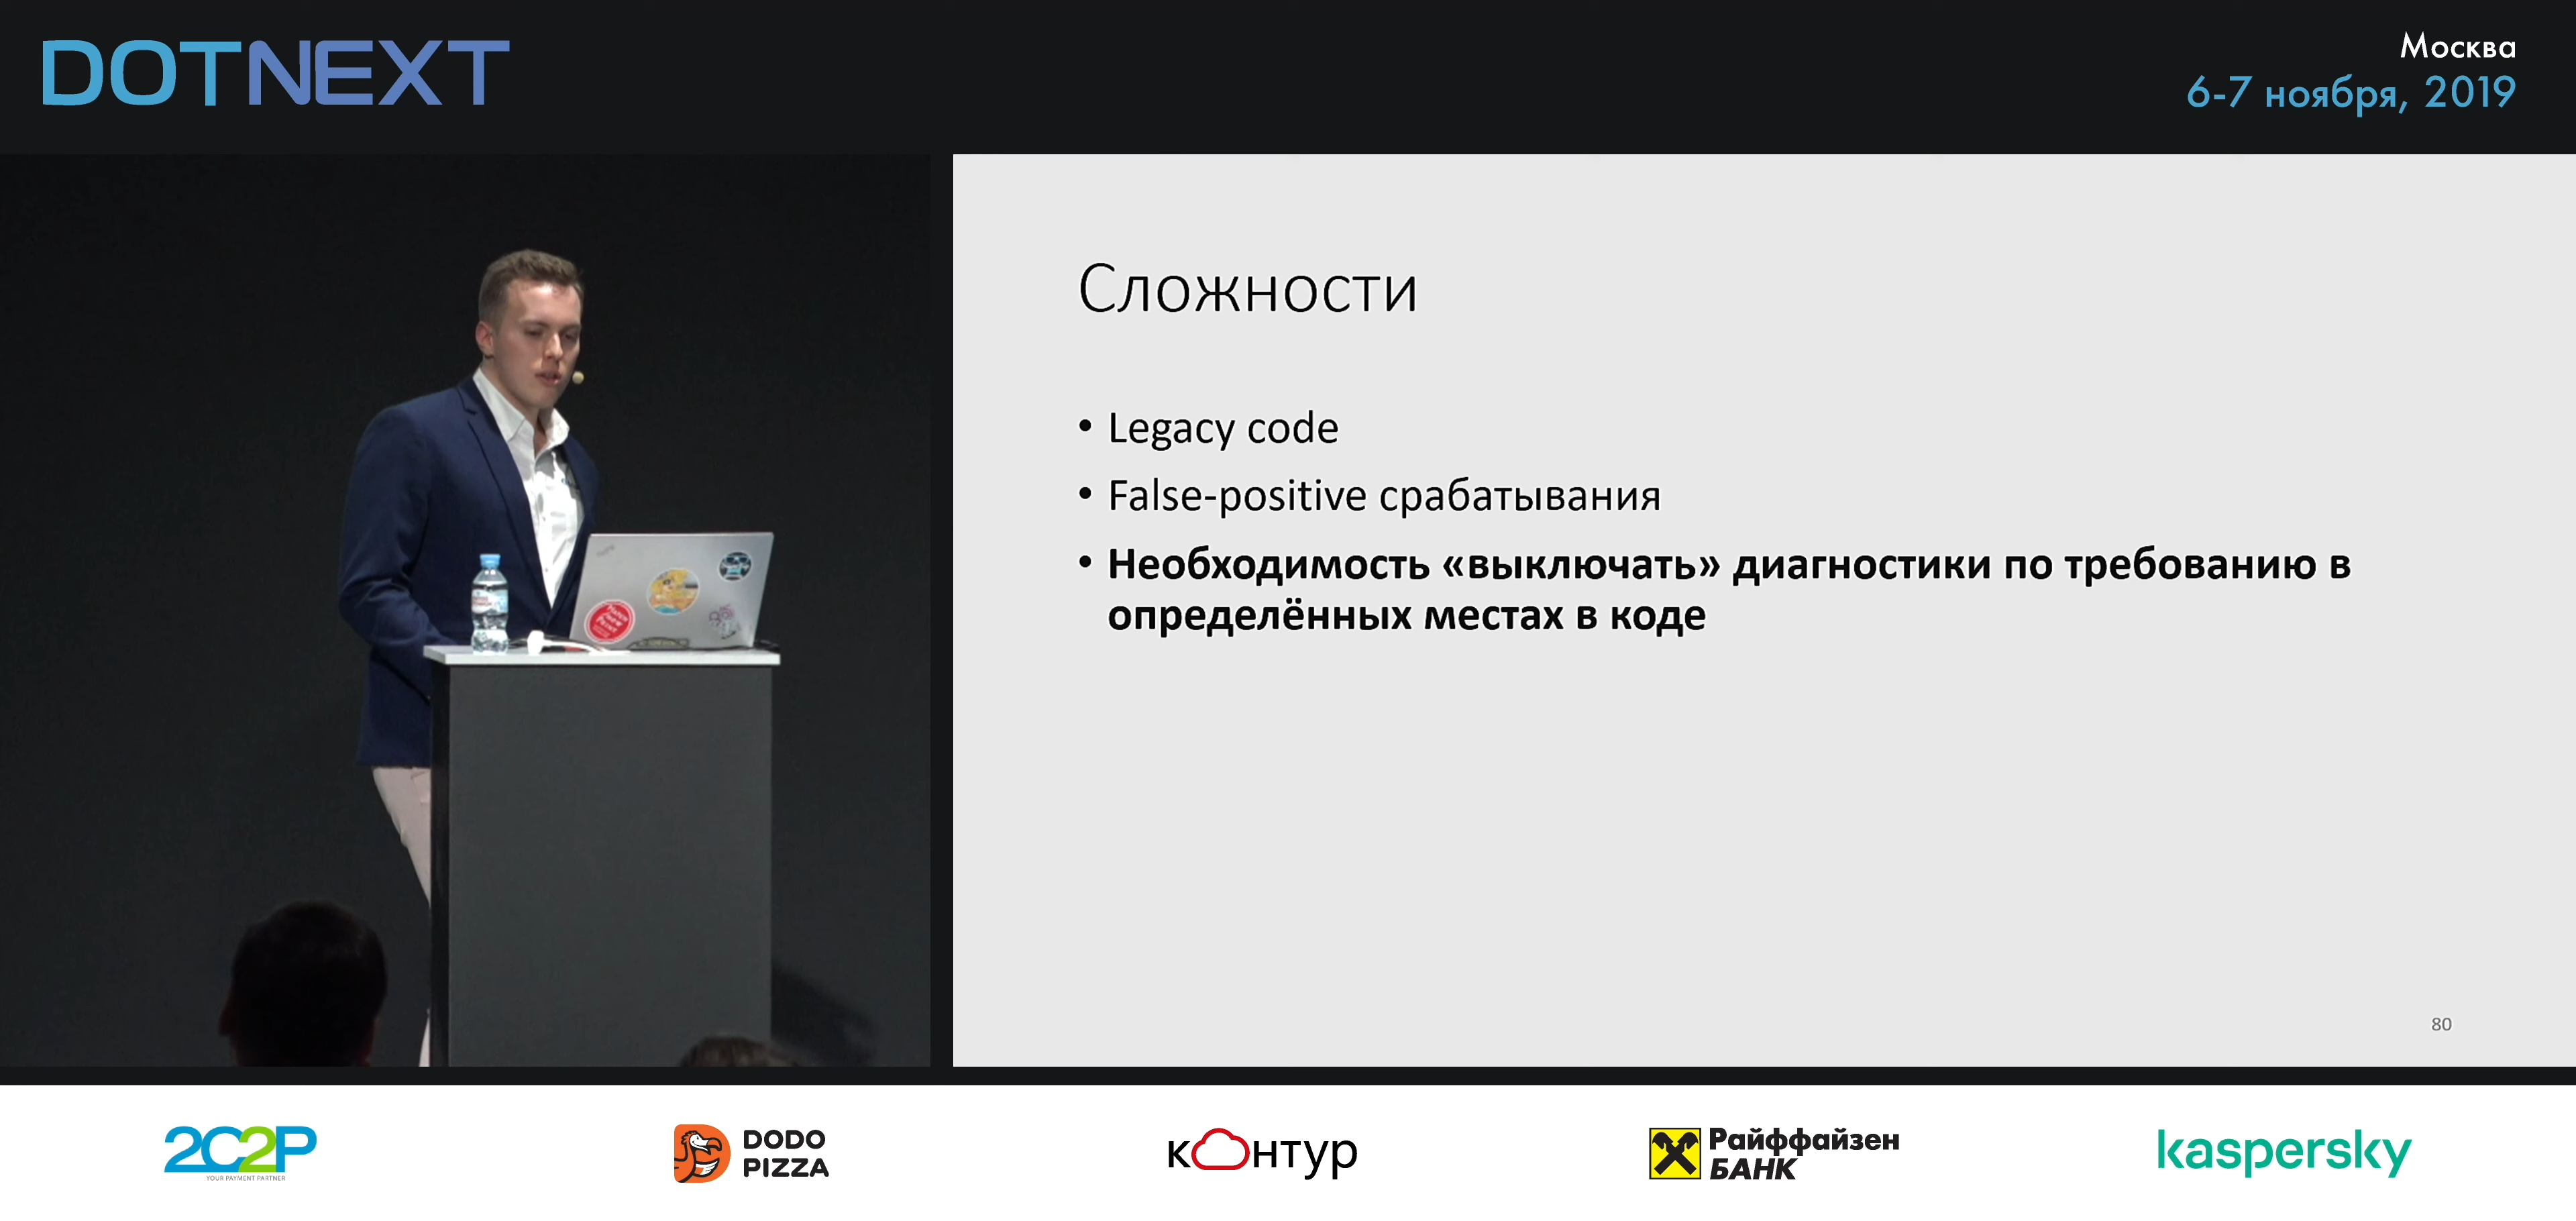 DOTNEXT
Москва
6-7 ноября, 2019
Сложности
• Legacy code
• False-positive срабатывания
• Необходимость «выключать» диагностики по требованию в
определённых местах в коде
80
2C2P
YOUR PAYMENT PARTNER
DODO
PIZZA
контур
Райффайзен
БАНК
kaspersky